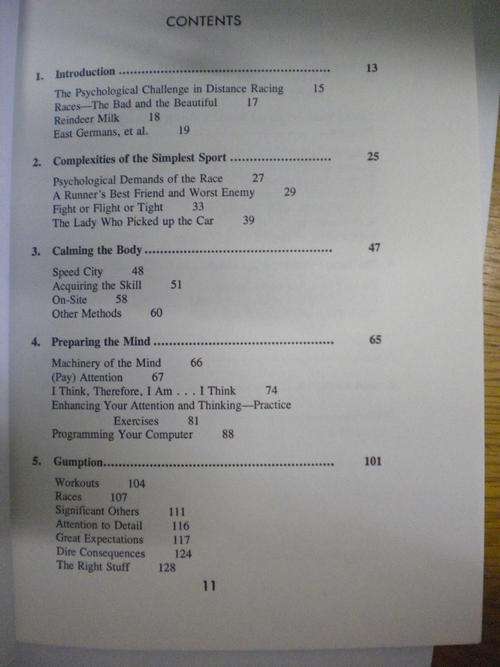 CONTENTS
1. Introduction ................................................ 13
The Psychological Challenge in Distance Racing 15
Races—The Bad and the Beautiful 17
Reindeer Milk 18
East Germans, et al. 19
2. Complexities of the Simplest Sport ........................ 25
Psychological Demands of the Race 27
A Runner's Best Friend and Worst Enemy 29
Fight or Flight or Tight 33
The Lady Who Picked up the Car 39
3. Calming the Body ............................................ 47
Speed City 48
Acquiring the Skill 51
On-Site 58
Other Methods 60
4. Preparing the Mind .......................................... 65
Machinery of the Mind 66
(Pay) Attention 67
I Think, Therefore, I Am . . . I Think 74
Enhancing Your Attention and Thinking—Practice
Exercises 81
Programming Your Computer 88
5. Gumption..................................................... 101
Workouts 104
Races 107
Significant Others 111
Attention to Detail 116
Great Expectations 117
Dire Consequences 124
The Right Stuff 128
11